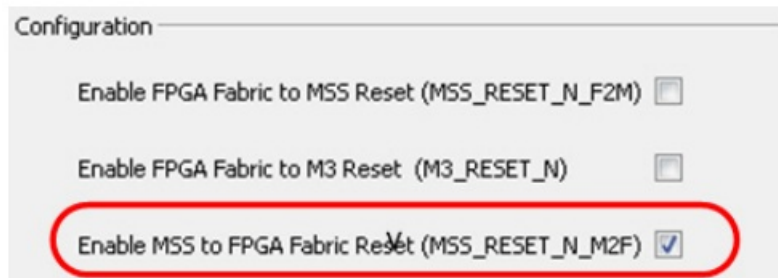 Configuration
Enable FPGA Fabric to MSS Reset (MSS_RESET_N_F2M)
Enable FPGA Fabric to M3 Reset (M3_RESET_N)
Enable MSS to FPGA Fabric Reset (MSS_RESET_N_M2F)